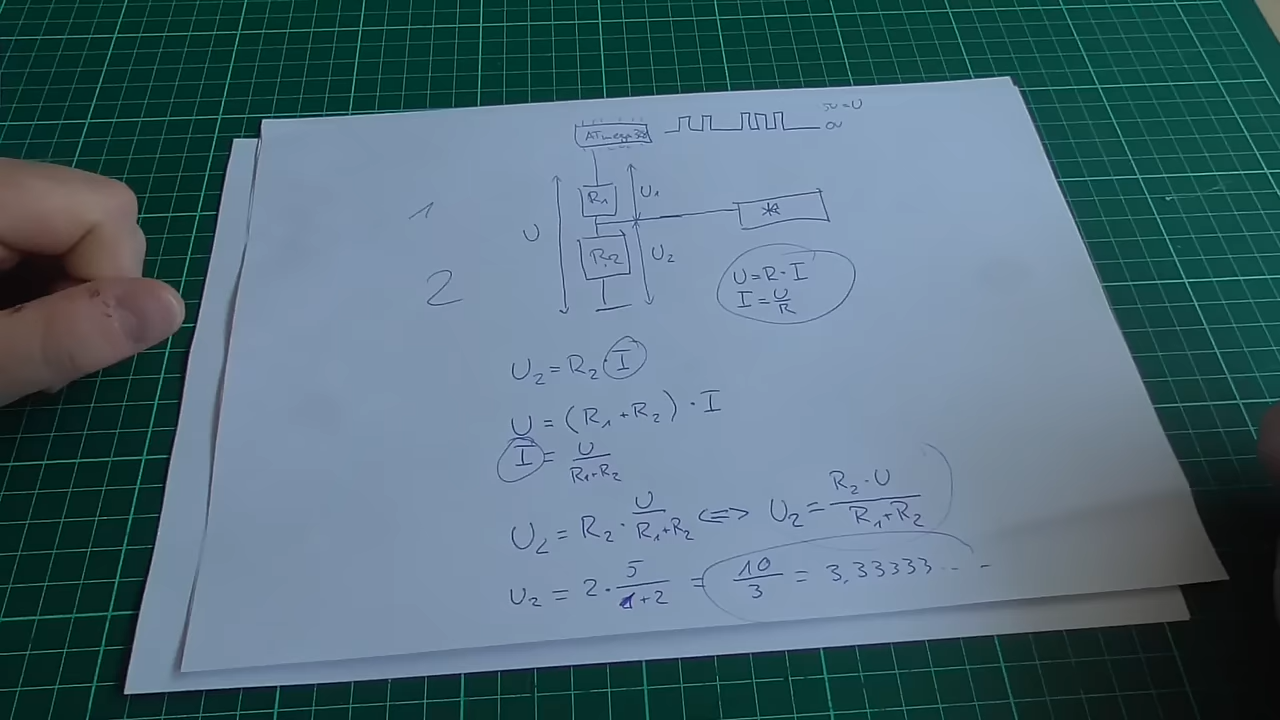 5V=U
ATmega328 0V
R1 U1
1
U R2 U2 *
2
U=R·I
I=U/R
U2=R2·I
U=(R1+R2)·I
I=U/(R1+R2)
U2=R2·U/(R1+R2) <=> U2=(R2·U)/(R1+R2)
U2=2·5/(1+2)=10/3=3,33333...